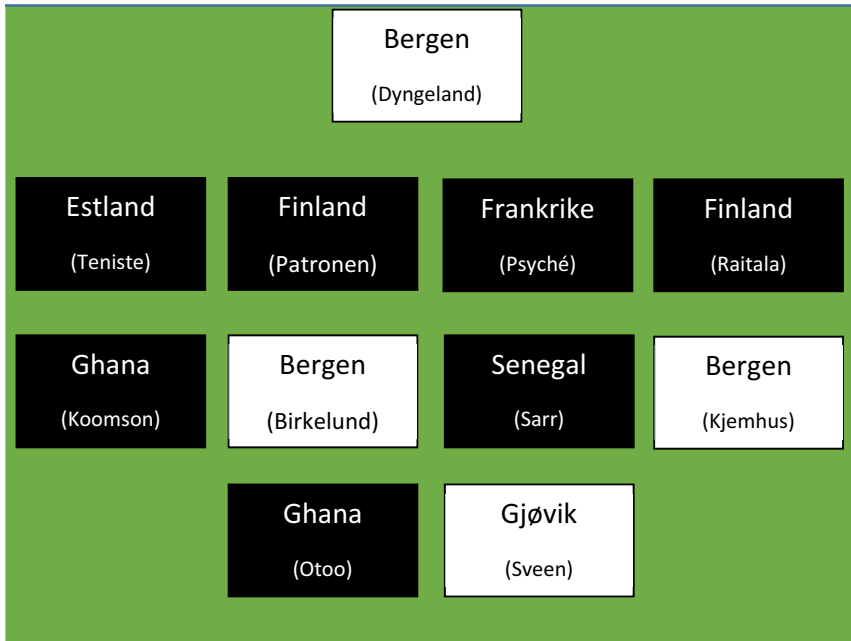 Bergen
(Dyngeland)
Estland
(Teniste)
Finland
(Patronen)
Frankrike
(Psyché)
Finland
(Raitala)
Ghana
(Koomson)
Bergen
(Birkelund)
Senegal
(Sarr)
Bergen
(Kjemhus)
Ghana
(Otoo)
Gjøvik
(Sveen)